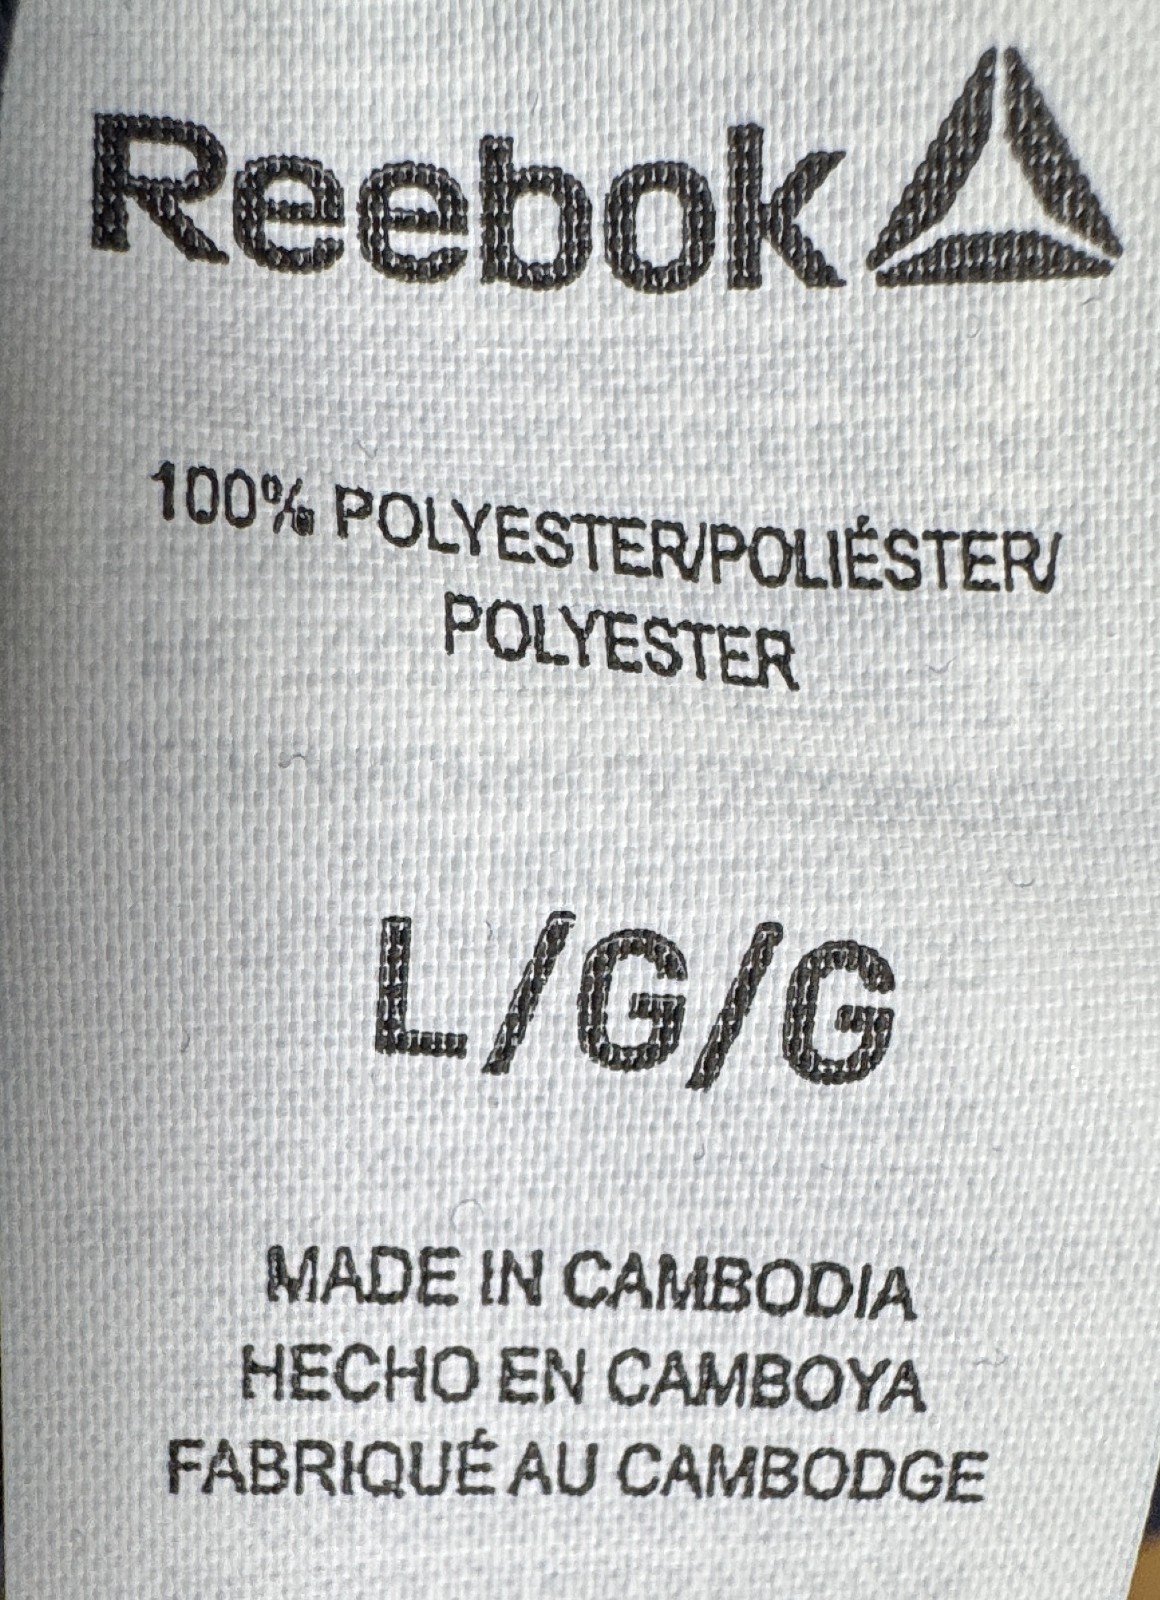 Reebok
100% POLYESTER/POLIÉSTER/
POLYESTER
L/G/G
MADE IN CAMBODIA
HECHO EN CAMBOYA
FABRIQUÉ AU CAMBODGE